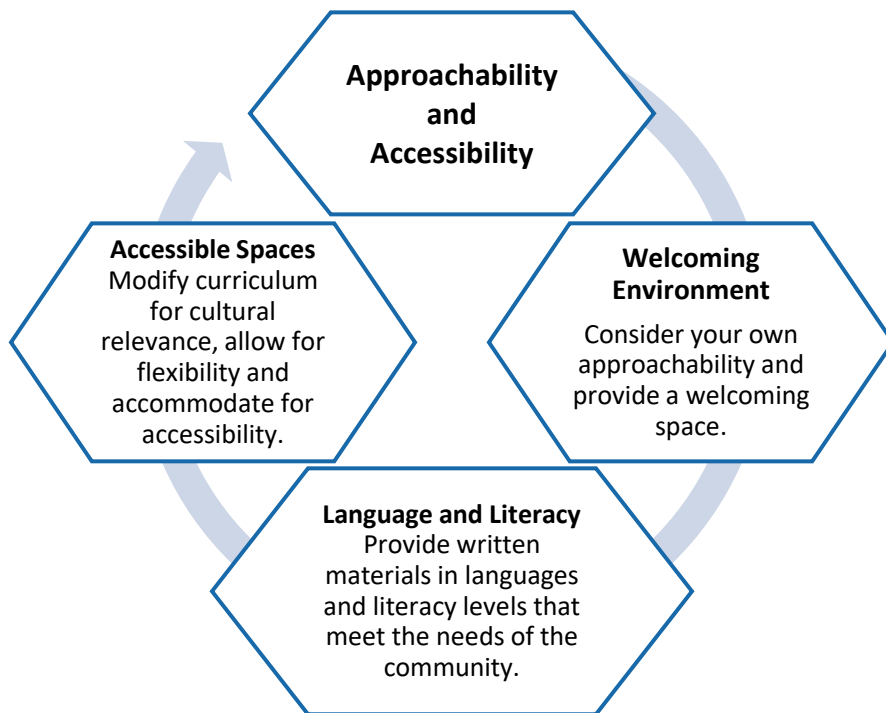 Approachability
and
Accessibility
Welcoming
Environment
Consider your own
approachability and
provide a welcoming
space.
Language and Literacy
Provide written
materials in languages
and literacy levels that
meet the needs of the
community.
Accessible Spaces
Modify curriculum
for cultural
relevance, allow for
flexibility and
accommodate for
accessibility.